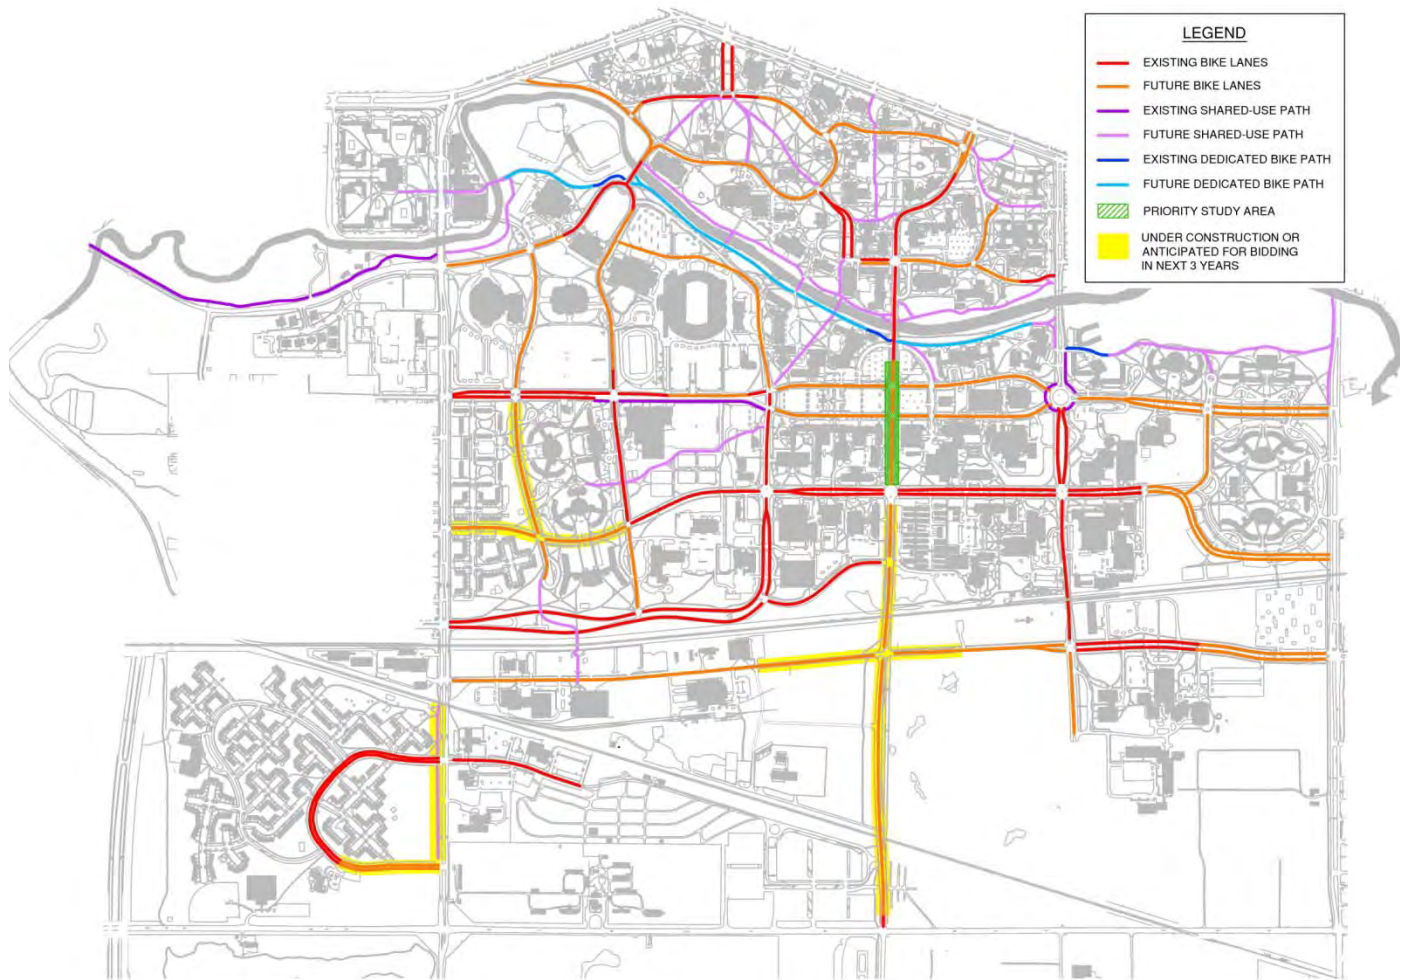 LEGEND
EXISTING BIKE LANES
FUTURE BIKE LANES
EXISTING SHARED-USE PATH
FUTURE SHARED-USE PATH
EXISTING DEDICATED BIKE PATH
FUTURE DEDICATED BIKE PATH
PRIORITY STUDY AREA
UNDER CONSTRUCTION OR
ANTICIPATED FOR BIDDING
IN NEXT 3 YEARS